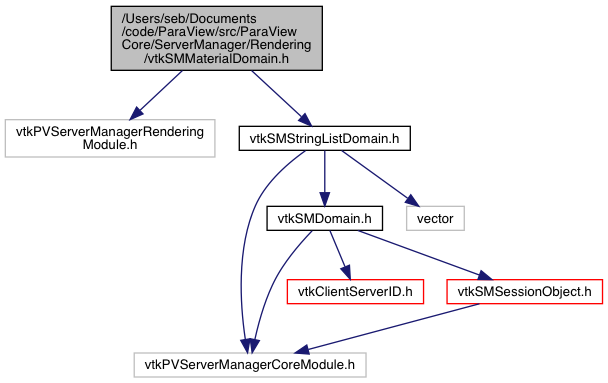 /Users/seb/Documents
/code/ParaView/src/ParaView
Core/ServerManager/Rendering
/vtkSMMaterialDomain.h
vtkPVServerManagerRendering
Module.h
vtkSMStringListDomain.h
vtkSMDomain.h
vector
vtkClientServerID.h
vtkSMSessionObject.h
vtkPVServerManagerCoreModule.h